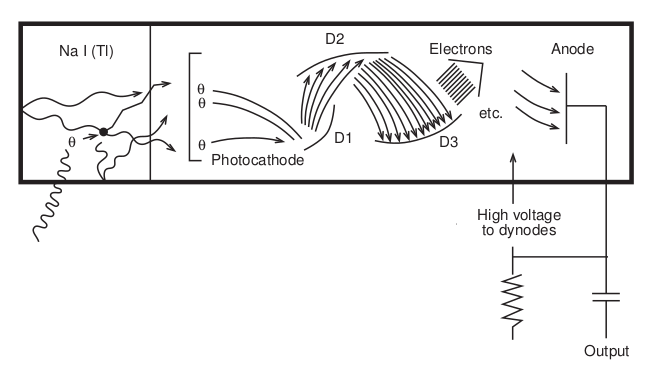 Na I (Tl)
D2
Electrons
Anode
θ
θ
θ
θ
etc.
D1
D3
Photocathode
High voltage
to dynodes
Output